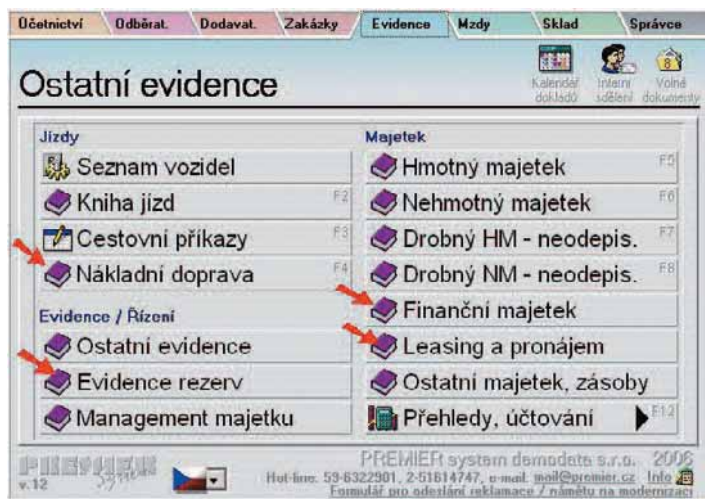 Účetnictví Odběrat. Dodavat. Zakázky Evidence Mzdy Sklad Správce
Ostatní evidence
Kalendář dokladů
Interní sdělení
8
Volné dokumenty
Jízdy
Seznam vozidel
Kniha jízd F2
Cestovní příkazy F3
Nákladní doprava F4
Evidence / Řízení
Ostatní evidence
Evidence rezerv
Management majetku
Majetek
Hmotný majetek F5
Nehmotný majetek F6
Drobný HM - neodepis. F7
Drobný NM - neodepis. F8
Finanční majetek
Leasing a pronájem
Ostatní majetek, zásoby
Přehledy, účtování F12
PREMIER System
v.12
PREMIER system demodata s.r.o. 2006
Hot-line: 59-6322901, 2-51614747, e-mail: mail@premier.cz Info
Formulář pro odeslání reklamace / námětu na modernizaci